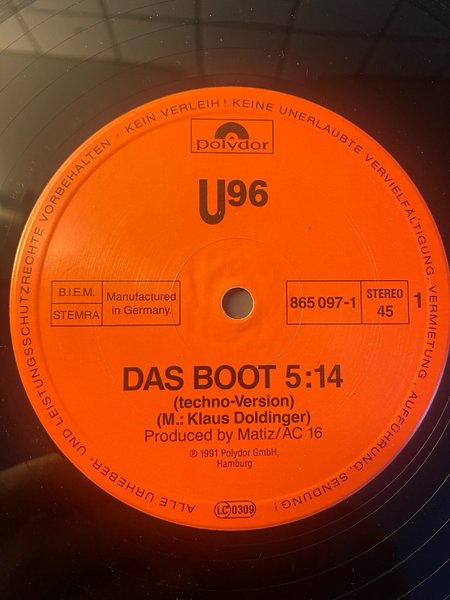 ALLE URHEBER- UND LEISTUNGSSCHUTZRECHTE VORBEHALTEN · KEIN VERLEIH! KEINE UNERLAUBTE VERVIELFÄLTIGUNG, VERMIETUNG, AUFFÜHRUNG, SENDUNG!
polydor
U96
B.I.E.M.
STEMRA
Manufactured
in Germany.
865 097-1
STEREO
45
1
DAS BOOT 5:14
(techno-Version)
(M.: Klaus Doldinger)
Produced by Matiz/AC 16
℗ 1991 Polydor GmbH,
Hamburg
LC 0309